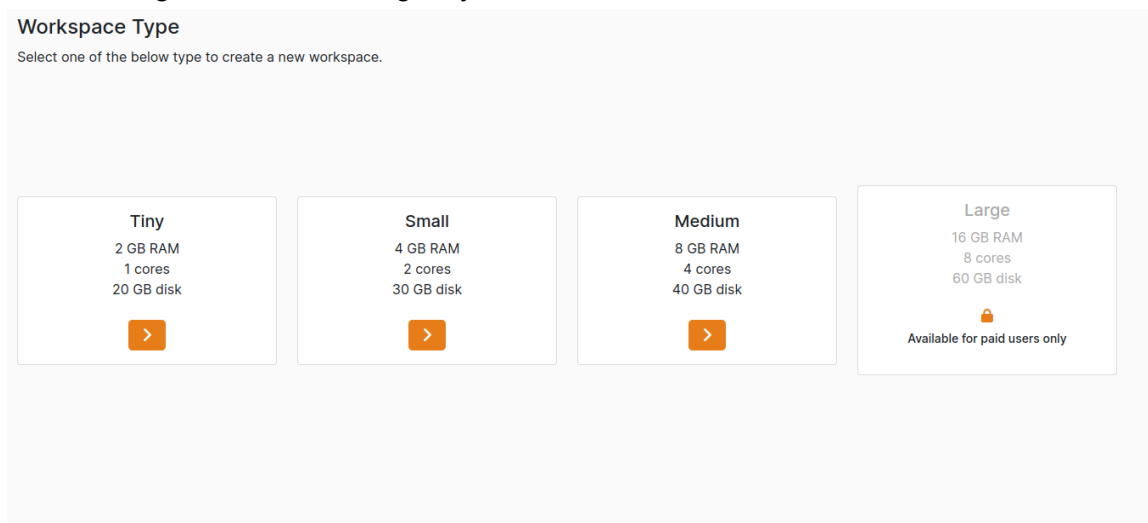 Workspace Type
Select one of the below type to create a new workspace.
Tiny
2 GB RAM
1 cores
20 GB disk
Small
4 GB RAM
2 cores
30 GB disk
Medium
8 GB RAM
4 cores
40 GB disk
Large
16 GB RAM
8 cores
60 GB disk
Available for paid users only